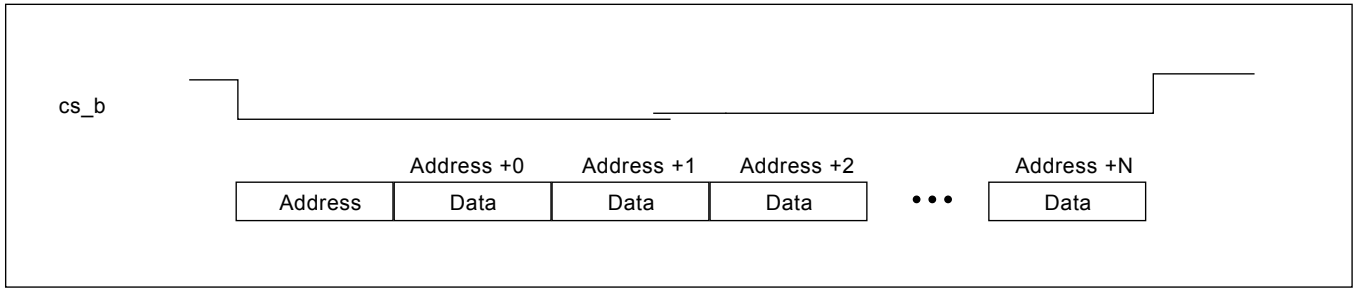 cs_b
Address +0 Address +1 Address +2 Address +N
Address Data Data Data ••• Data